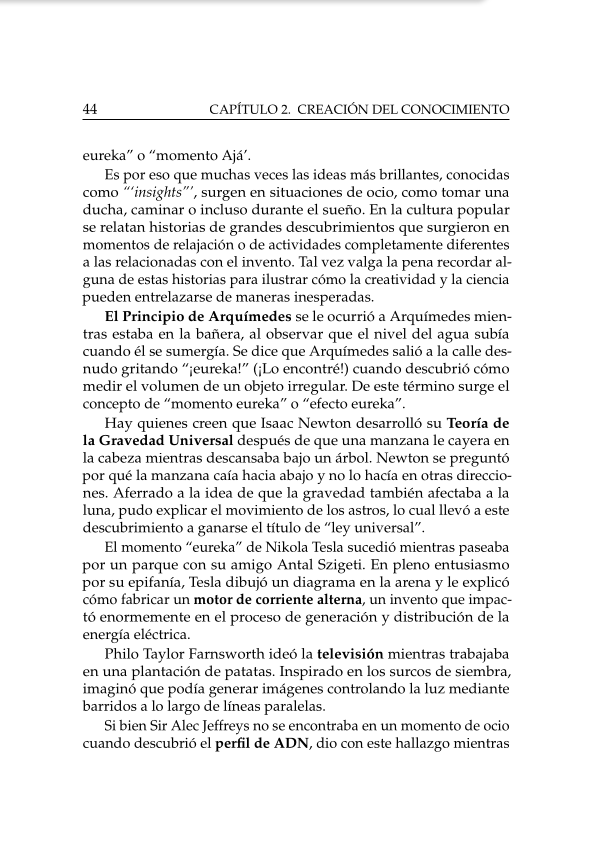 44 CAPÍTULO 2. CREACIÓN DEL CONOCIMIENTO
eureka” o “momento Ajá’.
Es por eso que muchas veces las ideas más brillantes, conocidas
como “‘insights”’, surgen en situaciones de ocio, como tomar una
ducha, caminar o incluso durante el sueño. En la cultura popular
se relatan historias de grandes descubrimientos que surgieron en
momentos de relajación o de actividades completamente diferentes
a las relacionadas con el invento. Tal vez valga la pena recordar al-
guna de estas historias para ilustrar cómo la creatividad y la ciencia
pueden entrelazarse de maneras inesperadas.
El Principio de Arquímedes se le ocurrió a Arquímedes mien-
tras estaba en la bañera, al observar que el nivel del agua subía
cuando él se sumergía. Se dice que Arquímedes salió a la calle des-
nudo gritando “¡eureka!” (¡Lo encontré!) cuando descubrió cómo
medir el volumen de un objeto irregular. De este término surge el
concepto de “momento eureka” o “efecto eureka”.
Hay quienes creen que Isaac Newton desarrolló su Teoría de
la Gravedad Universal después de que una manzana le cayera en
la cabeza mientras descansaba bajo un árbol. Newton se preguntó
por qué la manzana caía hacia abajo y no lo hacía en otras direccio-
nes. Aferrado a la idea de que la gravedad también afectaba a la
luna, pudo explicar el movimiento de los astros, lo cual llevó a este
descubrimiento a ganarse el título de “ley universal”.
El momento “eureka” de Nikola Tesla sucedió mientras paseaba
por un parque con su amigo Antal Szigeti. En pleno entusiasmo
por su epifanía, Tesla dibujó un diagrama en la arena y le explicó
cómo fabricar un motor de corriente alterna, un invento que impac-
tó enormemente en el proceso de generación y distribución de la
energía eléctrica.
Philo Taylor Farnsworth ideó la televisión mientras trabajaba
en una plantación de patatas. Inspirado en los surcos de siembra,
imaginó que podía generar imágenes controlando la luz mediante
barridos a lo largo de líneas paralelas.
Si bien Sir Alec Jeffreys no se encontraba en un momento de ocio
cuando descubrió el perfil de ADN, dio con este hallazgo mientras